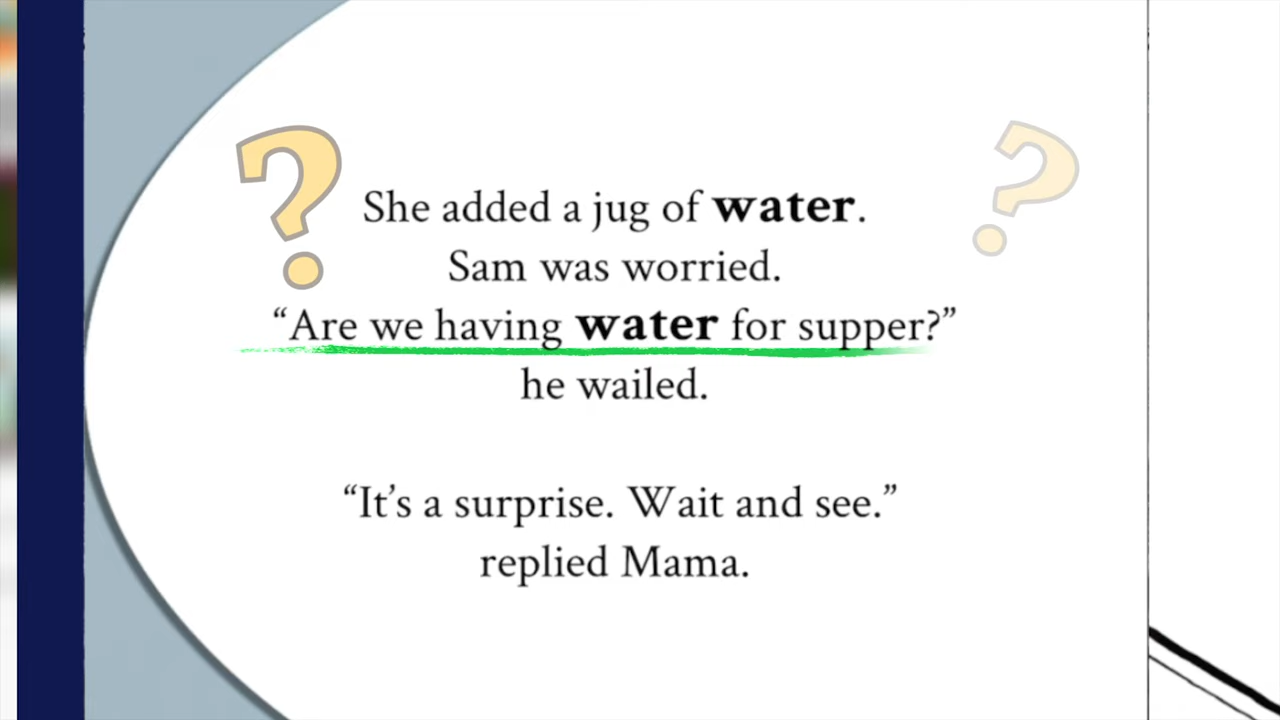 She added a jug of water.
Sam was worried.
“Are we having water for supper?”
he wailed.
“It’s a surprise. Wait and see.”
replied Mama.
? ?